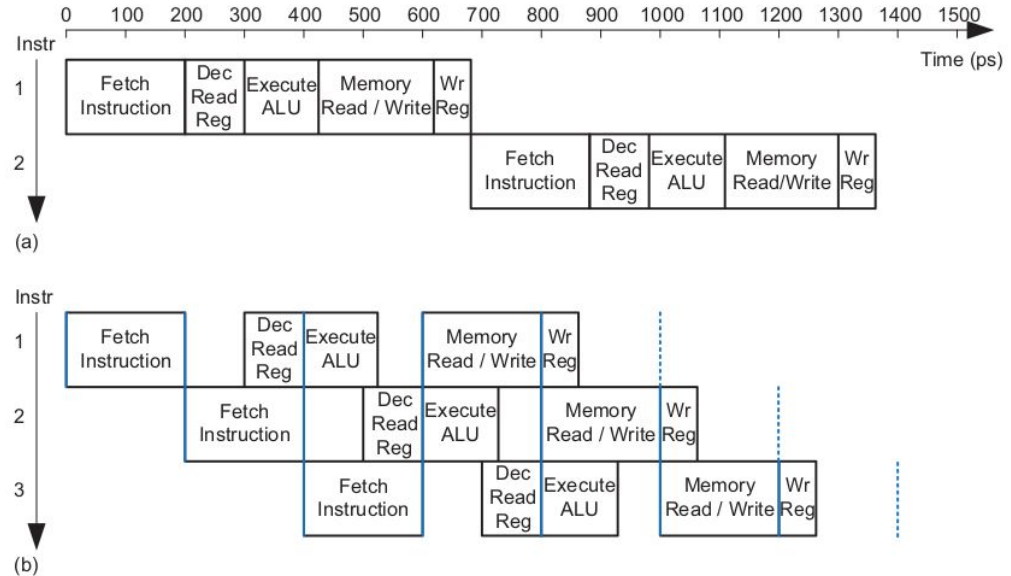 0 100 200 300 400 500 600 700 800 900 1000 1100 1200 1300 1400 1500
Instr
Time (ps)
1
Fetch
Instruction
Dec
Read
Reg
Execute
ALU
Memory
Read / Write
Wr
Reg
2
Fetch
Instruction
Dec
Read
Reg
Execute
ALU
Memory
Read/Write
Wr
Reg
(a)
Instr
1
Fetch
Instruction
Dec
Read
Reg
Execute
ALU
Memory
Read / Write
Wr
Reg
2
Fetch
Instruction
Dec
Read
Reg
Execute
ALU
Memory
Read / Write
Wr
Reg
3
Fetch
Instruction
Dec
Read
Reg
Execute
ALU
Memory
Read / Write
Wr
Reg
(b)